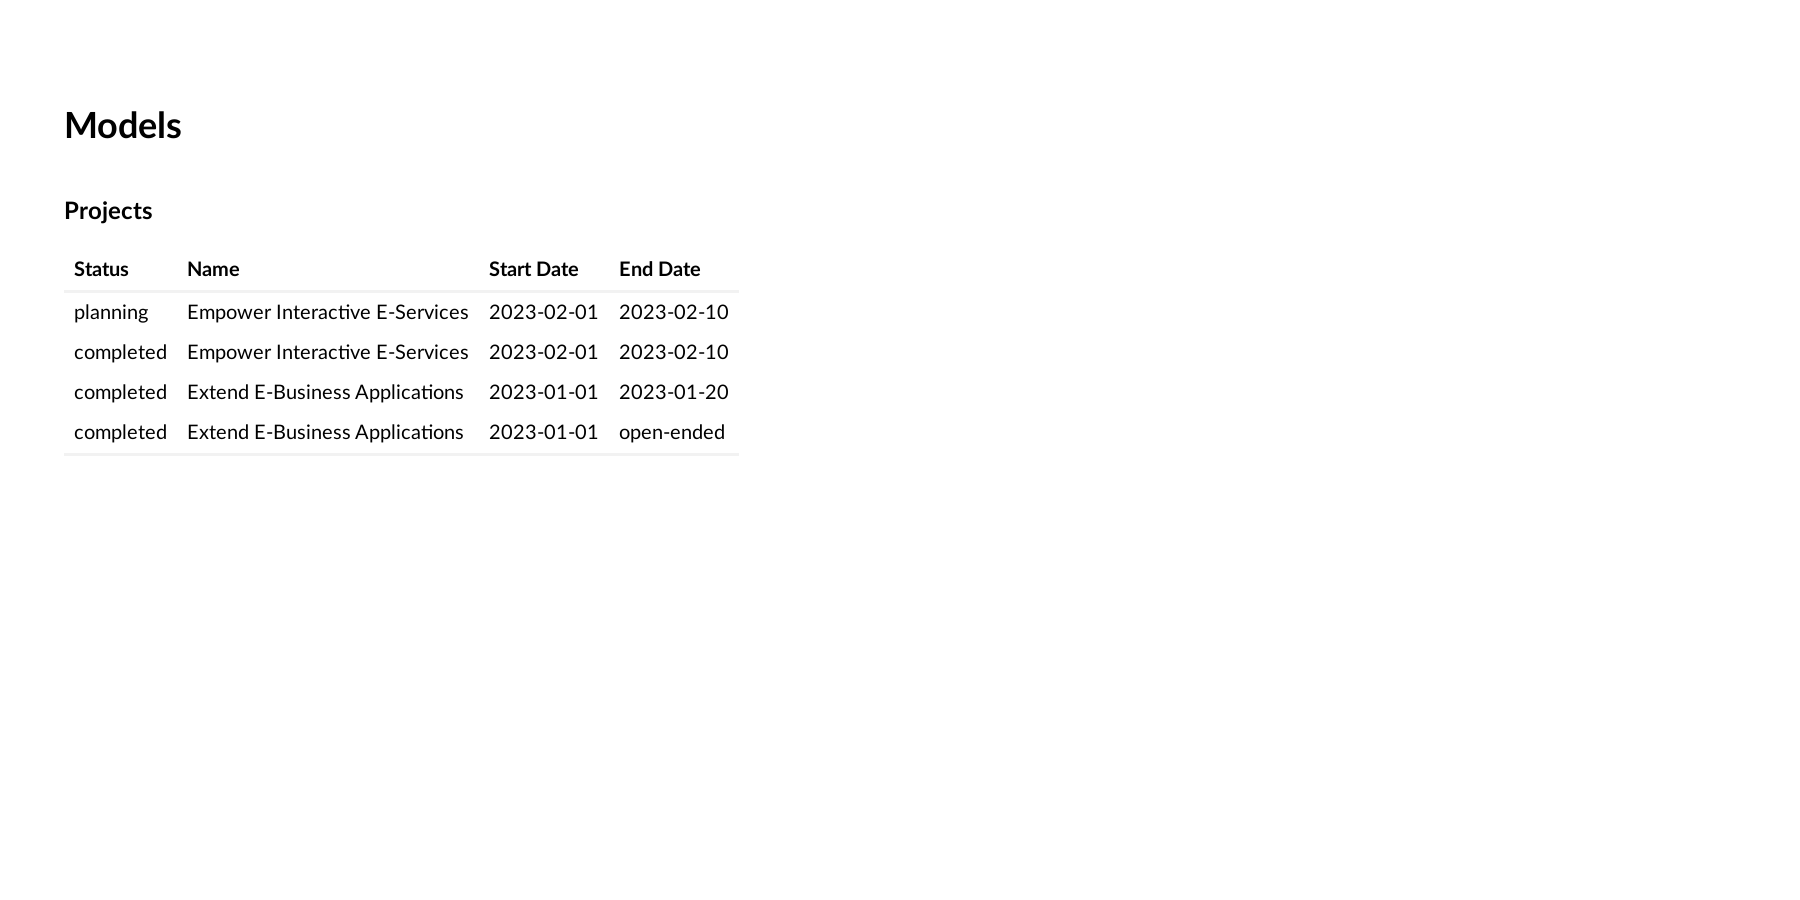 Models
Projects
Status Name Start Date End Date
planning Empower Interactive E-Services 2023-02-01 2023-02-10
completed Empower Interactive E-Services 2023-02-01 2023-02-10
completed Extend E-Business Applications 2023-01-01 2023-01-20
completed Extend E-Business Applications 2023-01-01 open-ended